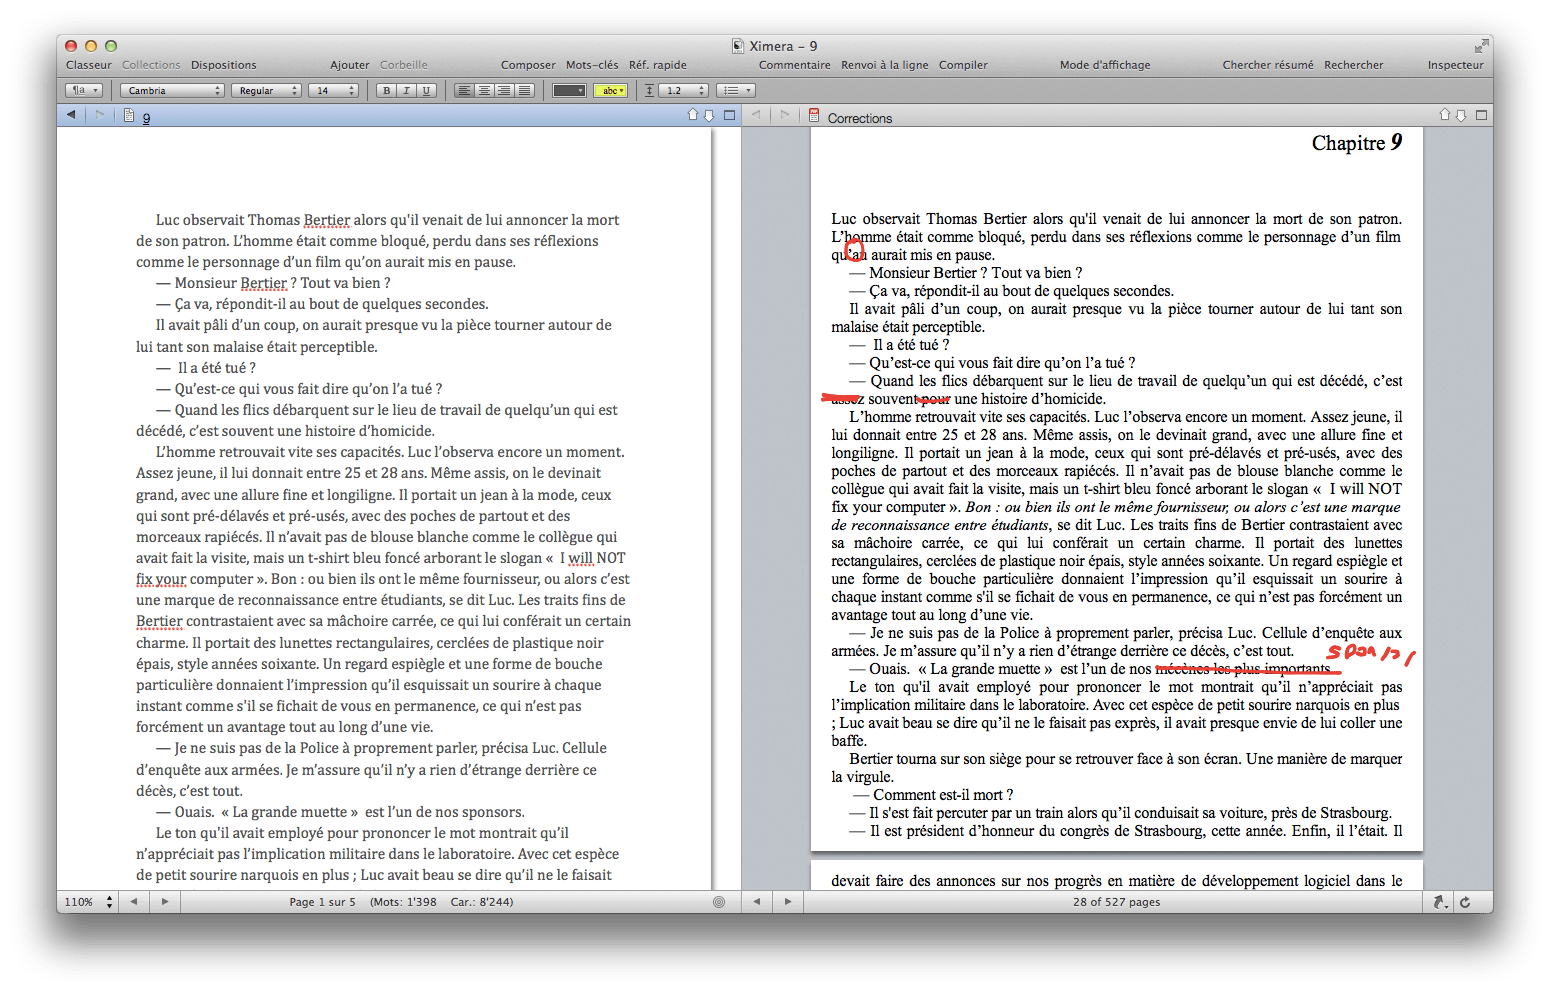 Ximera – 9
Classeur Collections Dispositions Ajouter Corbeille Composer Mots-clés Réf. rapide Commentaire Renvoi à la ligne Compiler Mode d'affichage Chercher résumé Rechercher Inspecteur
¶a Cambria Regular 14 B I U abc 1.2
9
Luc observait Thomas Bertier alors qu'il venait de lui annoncer la mort
de son patron. L’homme était comme bloqué, perdu dans ses réflexions
comme le personnage d’un film qu’on aurait mis en pause.
— Monsieur Bertier ? Tout va bien ?
— Ça va, répondit-il au bout de quelques secondes.
Il avait pâli d’un coup, on aurait presque vu la pièce tourner autour de
lui tant son malaise était perceptible.
—  Il a été tué ?
— Qu’est-ce qui vous fait dire qu’on l’a tué ?
— Quand les flics débarquent sur le lieu de travail de quelqu’un qui est
décédé, c’est souvent une histoire d’homicide.
L’homme retrouvait vite ses capacités. Luc l’observa encore un moment.
Assez jeune, il lui donnait entre 25 et 28 ans. Même assis, on le devinait
grand, avec une allure fine et longiligne. Il portait un jean à la mode, ceux
qui sont pré-délavés et pré-usés, avec des poches de partout et des
morceaux rapiécés. Il n’avait pas de blouse blanche comme le collègue qui
avait fait la visite, mais un t-shirt bleu foncé arborant le slogan «  I will NOT
fix your computer ». Bon : ou bien ils ont le même fournisseur, ou alors c’est
une marque de reconnaissance entre étudiants, se dit Luc. Les traits fins de
Bertier contrastaient avec sa mâchoire carrée, ce qui lui conférait un certain
charme. Il portait des lunettes rectangulaires, cerclées de plastique noir
épais, style années soixante. Un regard espiègle et une forme de bouche
particulière donnaient l’impression qu’il esquissait un sourire à chaque
instant comme s'il se fichait de vous en permanence, ce qui n’est pas
forcément un avantage tout au long d’une vie.
— Je ne suis pas de la Police à proprement parler, précisa Luc. Cellule
d’enquête aux armées. Je m’assure qu’il n’y a rien d’étrange derrière ce
décès, c’est tout.
— Ouais.  « La grande muette »  est l’un de nos sponsors.
Le ton qu'il avait employé pour prononcer le mot montrait qu’il
n’appréciait pas l’implication militaire dans le laboratoire. Avec cet espèce
de petit sourire narquois en plus ; Luc avait beau se dire qu’il ne le faisait
110% Page 1 sur 5 (Mots: 1'398 Car.: 8'244)
Corrections
Chapitre 9
Luc observait Thomas Bertier alors qu'il venait de lui annoncer la mort de son patron.
L’homme était comme bloqué, perdu dans ses réflexions comme le personnage d’un film
qu’au aurait mis en pause.
— Monsieur Bertier ? Tout va bien ?
— Ça va, répondit-il au bout de quelques secondes.
Il avait pâli d’un coup, on aurait presque vu la pièce tourner autour de lui tant son
malaise était perceptible.
—  Il a été tué ?
— Qu’est-ce qui vous fait dire qu’on l’a tué ?
— Quand les flics débarquent sur le lieu de travail de quelqu’un qui est décédé, c’est
assez souvent pour une histoire d’homicide.
L’homme retrouvait vite ses capacités. Luc l’observa encore un moment. Assez jeune, il
lui donnait entre 25 et 28 ans. Même assis, on le devinait grand, avec une allure fine et
longiligne. Il portait un jean à la mode, ceux qui sont pré-délavés et pré-usés, avec des
poches de partout et des morceaux rapiécés. Il n’avait pas de blouse blanche comme le
collègue qui avait fait la visite, mais un t-shirt bleu foncé arborant le slogan «  I will NOT
fix your computer ». Bon : ou bien ils ont le même fournisseur, ou alors c’est une marque
de reconnaissance entre étudiants, se dit Luc. Les traits fins de Bertier contrastaient avec
sa mâchoire carrée, ce qui lui conférait un certain charme. Il portait des lunettes
rectangulaires, cerclées de plastique noir épais, style années soixante. Un regard espiègle et
une forme de bouche particulière donnaient l’impression qu’il esquissait un sourire à
chaque instant comme s'il se fichait de vous en permanence, ce qui n’est pas forcément un
avantage tout au long d’une vie.
— Je ne suis pas de la Police à proprement parler, précisa Luc. Cellule d’enquête aux
armées. Je m’assure qu’il n’y a rien d’étrange derrière ce décès, c’est tout.
— Ouais.  « La grande muette »  est l’un de nos mécènes les plus importants.
Le ton qu'il avait employé pour prononcer le mot montrait qu’il n’appréciait pas
l’implication militaire dans le laboratoire. Avec cet espèce de petit sourire narquois en plus
; Luc avait beau se dire qu’il ne le faisait pas exprès, il avait presque envie de lui coller une
baffe.
Bertier tourna sur son siège pour se retrouver face à son écran. Une manière de marquer
la virgule.
— Comment est-il mort ?
— Il s'est fait percuter par un train alors qu’il conduisait sa voiture, près de Strasbourg.
— Il est président d’honneur du congrès de Strasbourg, cette année. Enfin, il l’était. Il
devait faire des annonces sur nos progrès en matière de développement logiciel dans le
28 of 527 pages